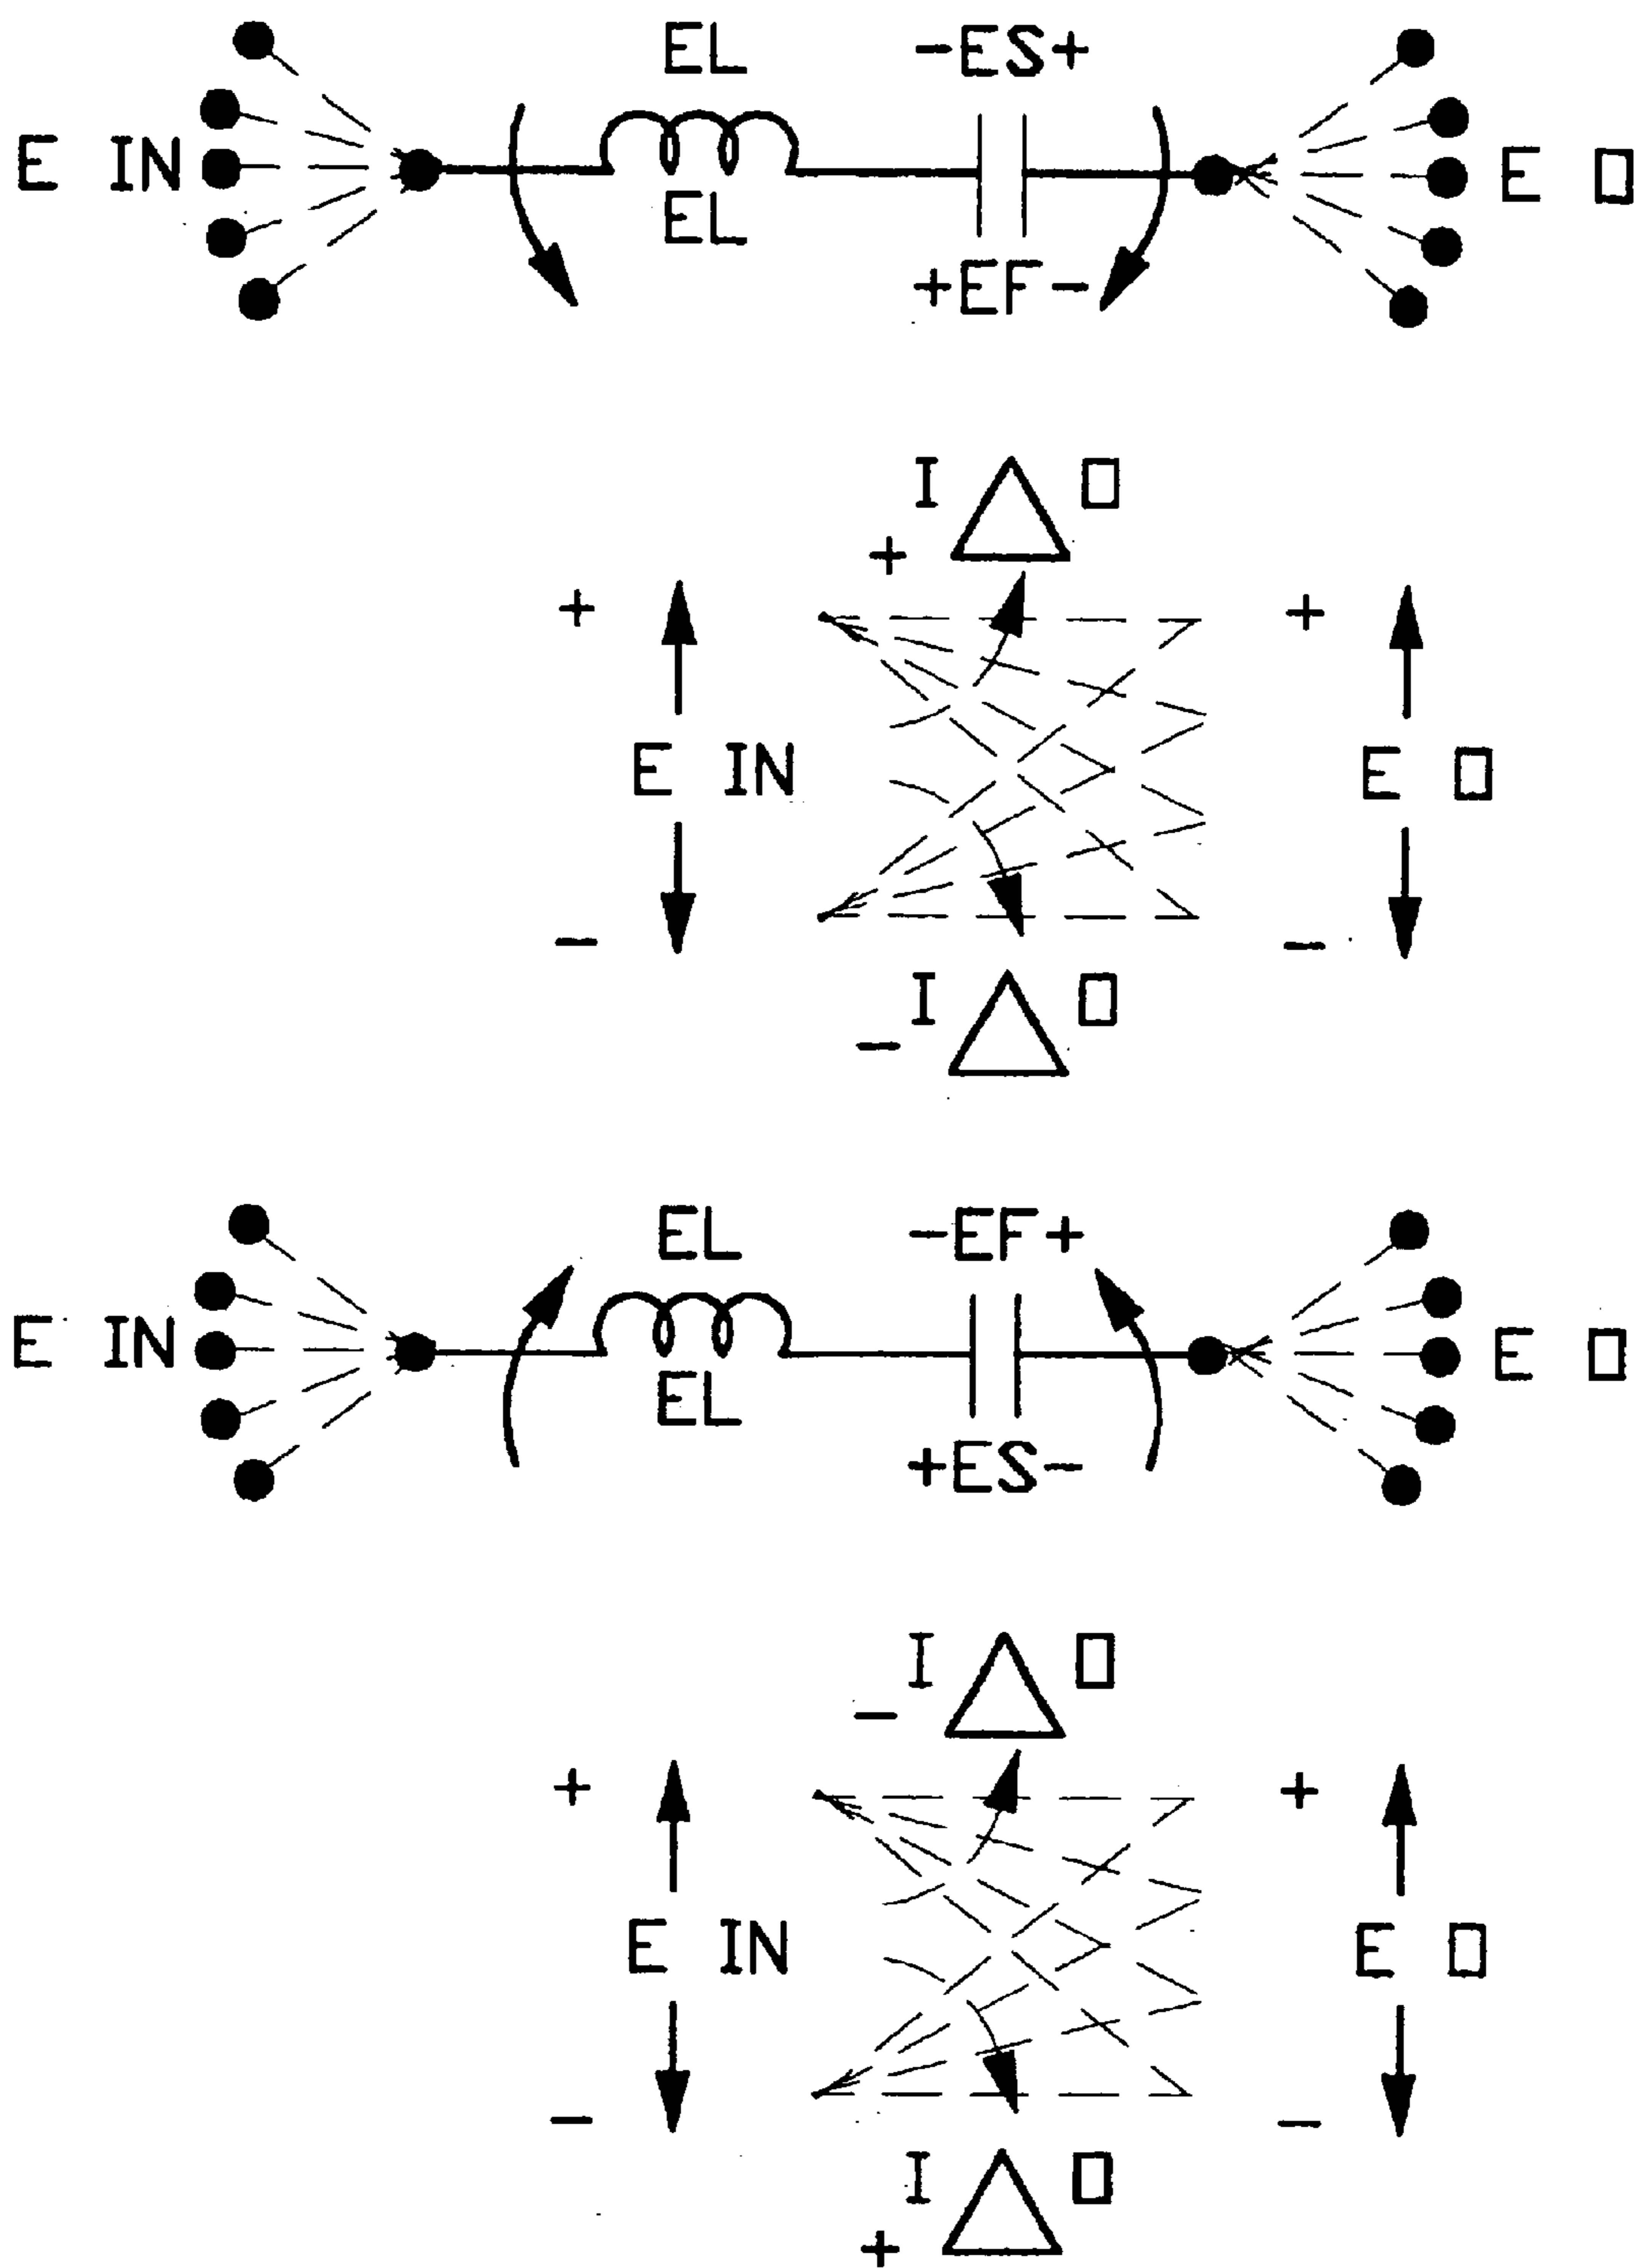 EL -ES+
E IN E O
EL
+EF-
I △ O
+
+ +
E IN E O
- -
I △ O
-
EL -EF+
E IN E O
EL
+ES-
I △ O
-
+ +
E IN E O
- -
I △ O
+